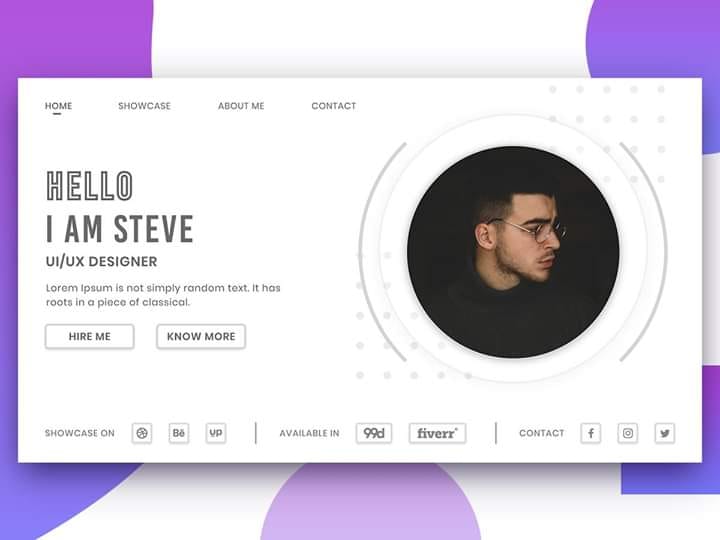 HOME SHOWCASE ABOUT ME CONTACT
HELLO
I AM STEVE
UI/UX DESIGNER
Lorem Ipsum is not simply random text. It has
roots in a piece of classical.
HIRE ME KNOW MORE
SHOWCASE ON Bē up AVAILABLE IN 99d fiverr CONTACT f